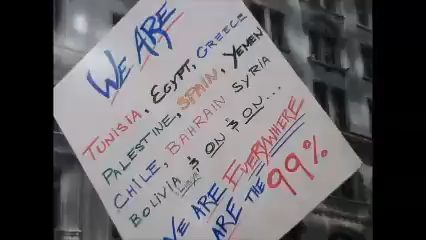 WE ARE
TUNISIA, EGYPT, GREECE
PALESTINE, SPAIN, YEMEN
CHILE, BAHRAIN SYRIA
BOLIVIA, & ON & ON...
WE ARE EVERYWHERE
ARE THE 99%